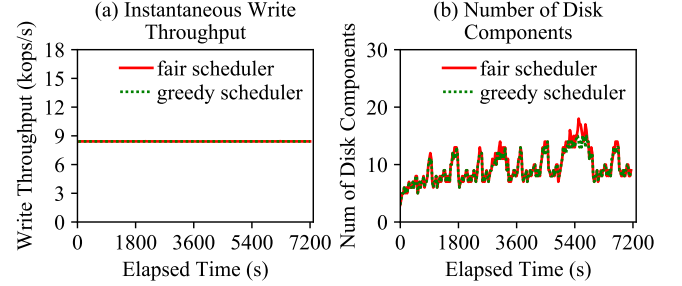 (a) Instantaneous Write
Throughput
Write Throughput (kops/s)
18
15
12
9
6
3
0
fair scheduler
greedy scheduler
0 1800 3600 5400 7200
Elapsed Time (s)
(b) Number of Disk
Components
Num of Disk Components
30
20
10
0
fair scheduler
greedy scheduler
0 1800 3600 5400 7200
Elapsed Time (s)